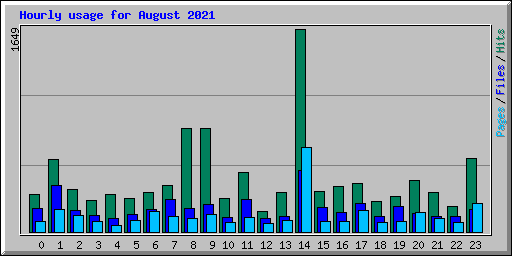 Hourly usage for August 2021
1649
Pages / Files / Hits
0 1 2 3 4 5 6 7 8 9 10 11 12 13 14 15 16 17 18 19 20 21 22 23